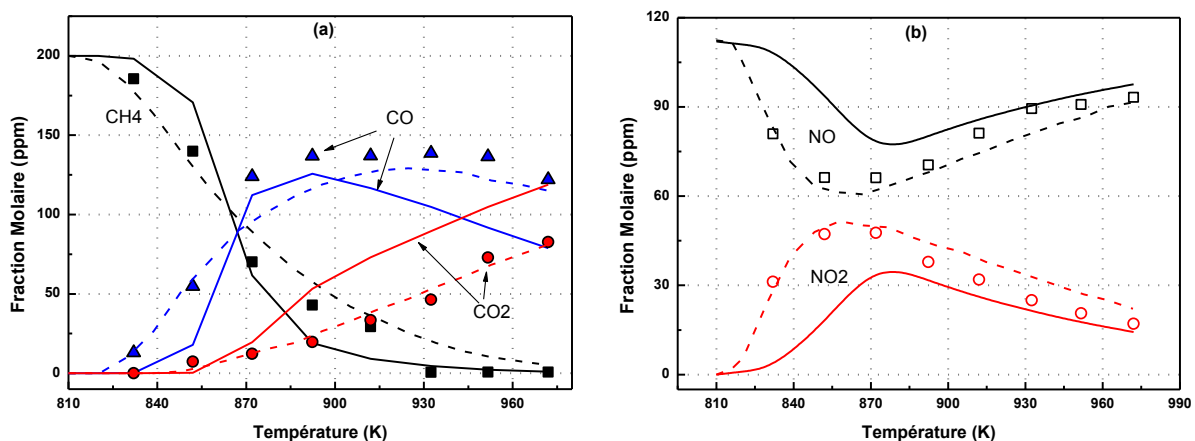 (a)
200
150
100
50
0
Fraction Molaire (ppm)
CH4
CO
CO2
810 840 870 900 930 960
Température (K)
(b)
120
90
60
30
0
Fraction Molaire (ppm)
NO
NO2
810 840 870 900 930 960 990
Température (K)